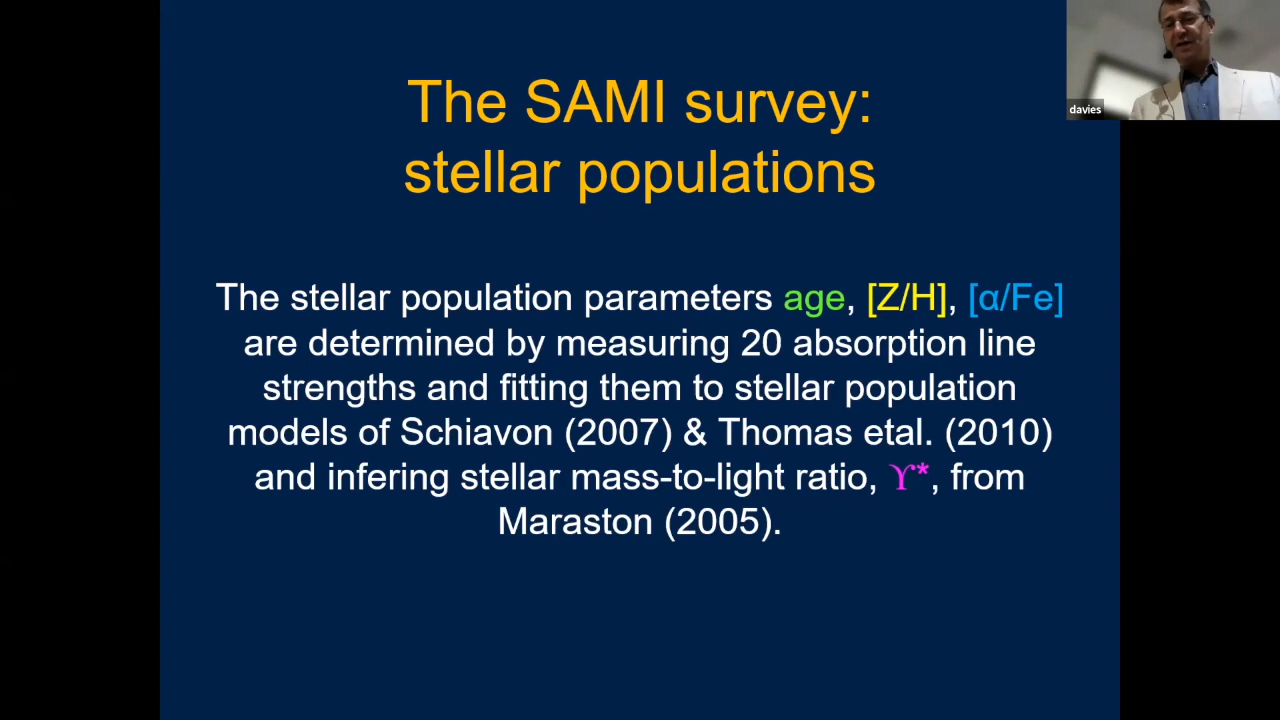 The SAMI survey:
stellar populations
davies
The stellar population parameters age, [Z/H], [α/Fe]
are determined by measuring 20 absorption line
strengths and fitting them to stellar population
models of Schiavon (2007) & Thomas etal. (2010)
and infering stellar mass-to-light ratio, ϒ*, from
Maraston (2005).